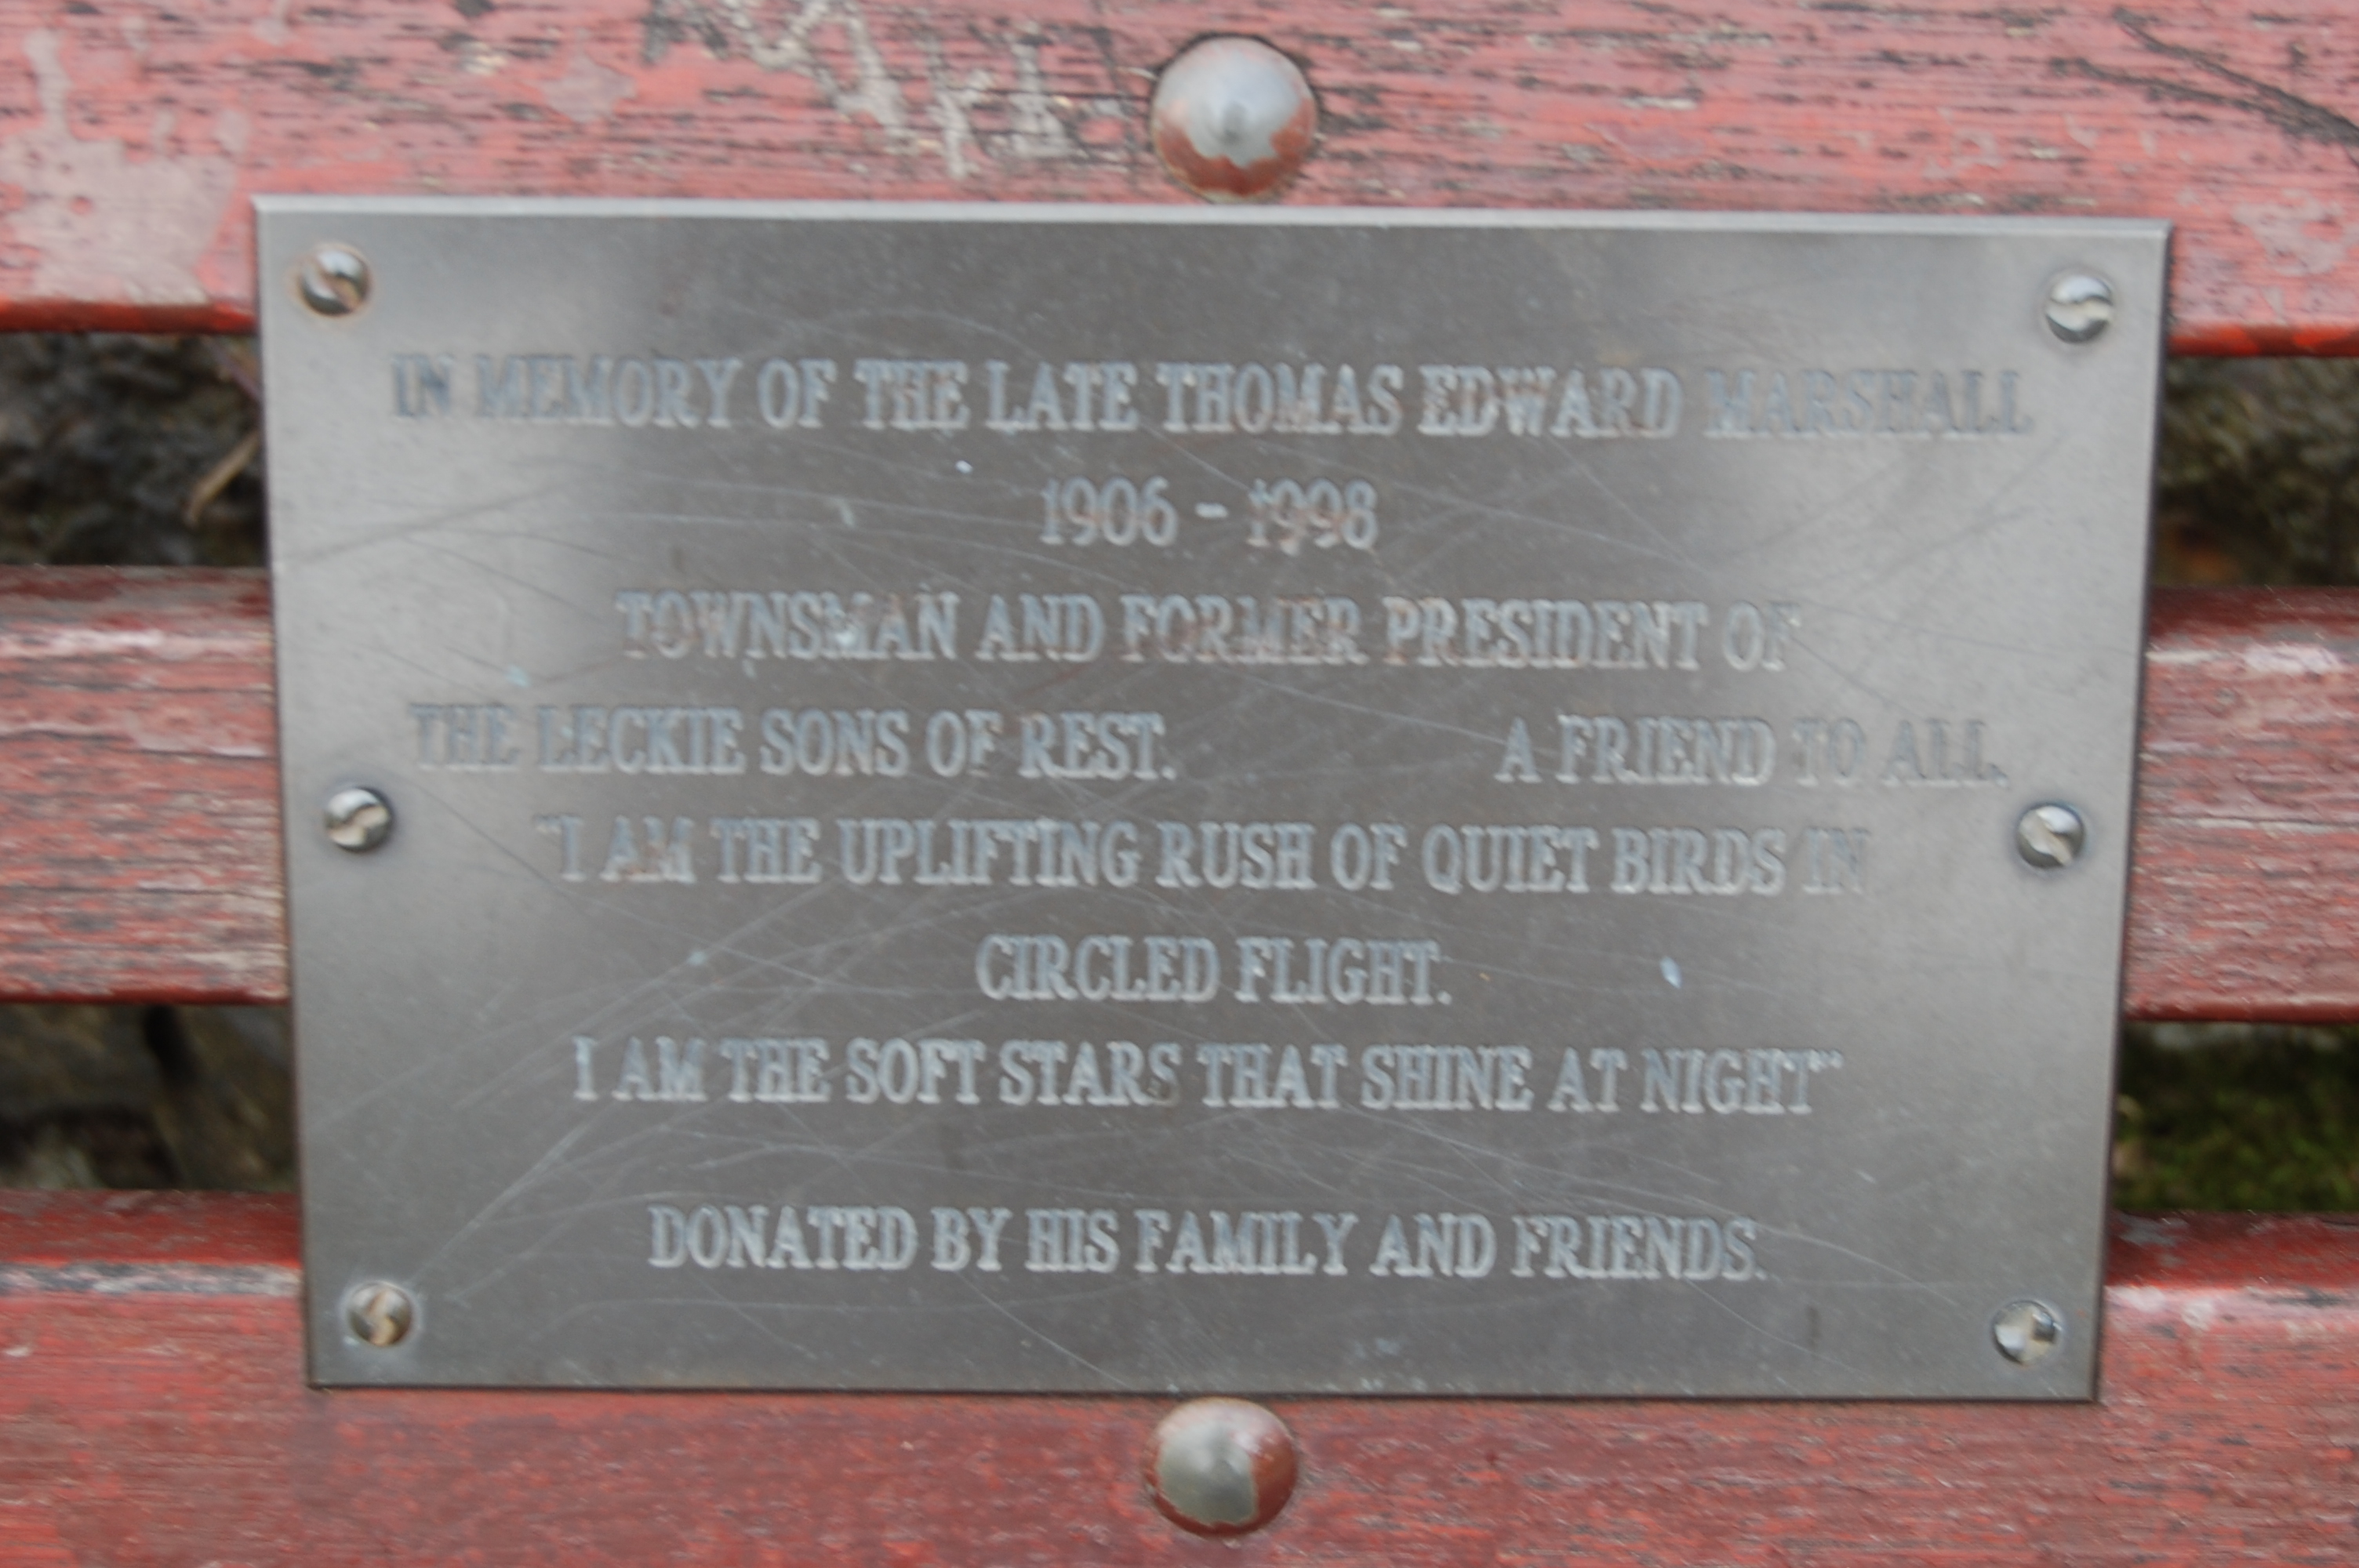 IN MEMORY OF THE LATE THOMAS EDWARD MARSHALL
1906 - 1998
TOWNSMAN AND FORMER PRESIDENT OF
THE LECKIE SONS OF REST. A FRIEND TO ALL.
"I AM THE UPLIFTING RUSH OF QUIET BIRDS IN
CIRCLED FLIGHT.
I AM THE SOFT STARS THAT SHINE AT NIGHT"
DONATED BY HIS FAMILY AND FRIENDS.